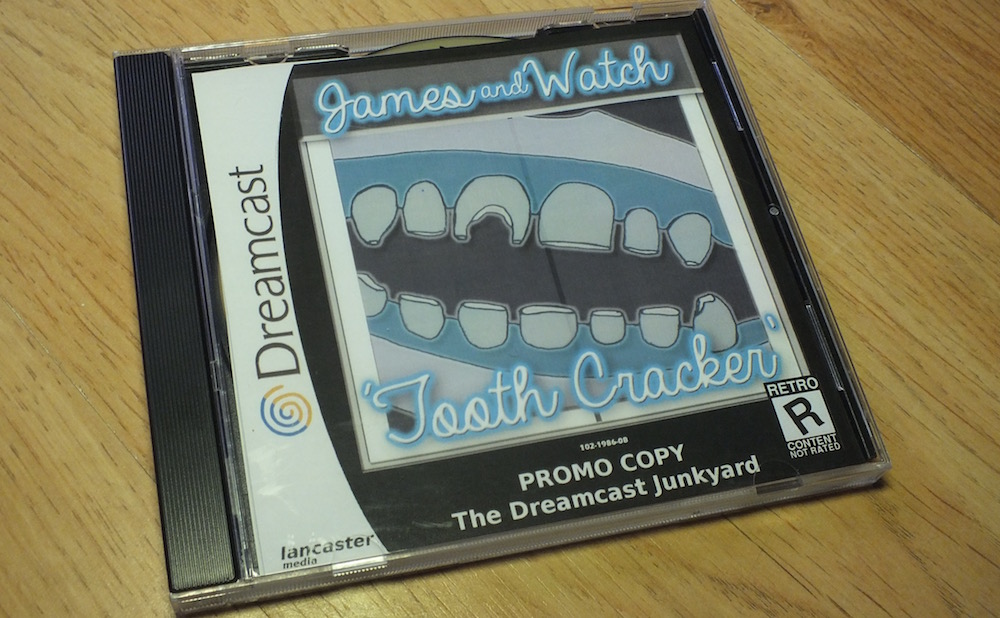 James and Watch
Dreamcast
'Tooth Cracker'
102-1986-08
PROMO COPY
The Dreamcast Junkyard
RETRO
R
CONTENT
NOT RATED
lancaster
media